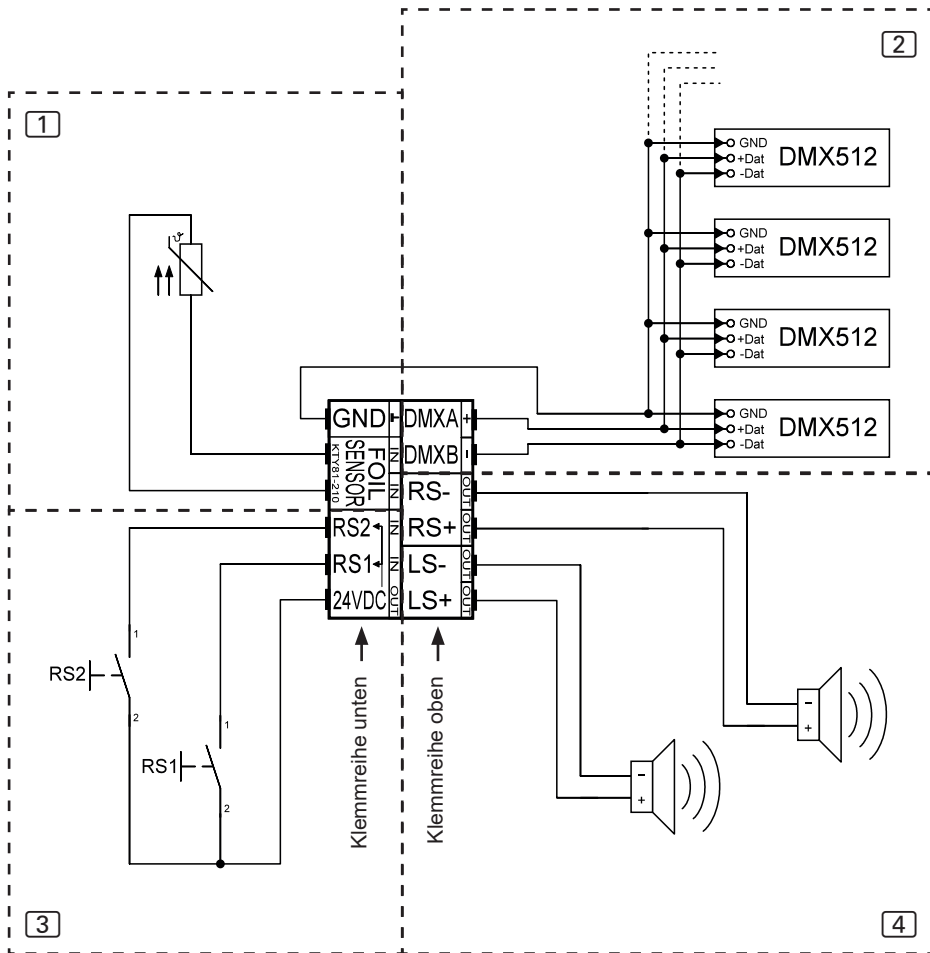 1
2
GND
+Dat
-Dat
DMX512
GND
+Dat
-Dat
DMX512
GND
+Dat
-Dat
DMX512
GND
+Dat
-Dat
DMX512
ϑ
GND
DMXA +
FOIL
SENSOR
KTY81-210
IN
IN
DMXB -
RS- OUT
RS2 IN
RS+ OUT
RS1 IN
LS- OUT
24VDC OUT
LS+ OUT
Klemmreihe unten
Klemmreihe oben
RS2
1
2
RS1
1
2
-
+
-
+
3
4